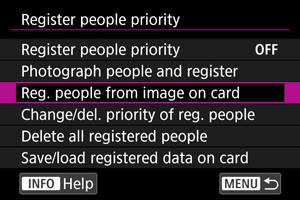 Register people priority
Register people priority OFF
Photograph people and register
Reg. people from image on card
Change/del. priority of reg. people
Delete all registered people
Save/load registered data on card
INFO Help MENU